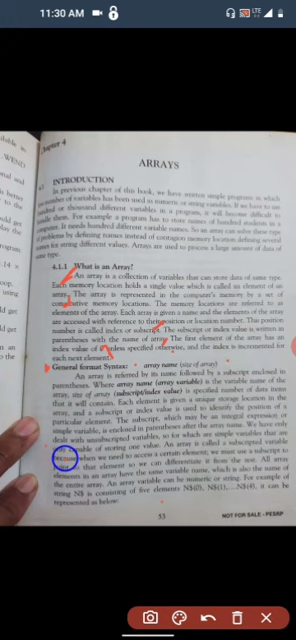 11:30 AM
LTE
Chapter 4
ARRAYS
INTRODUCTION
In previous chapter of this book, we have written simple programs in which
number of variables has been used as numeric or string variables. If we have to use
hundred or thousand different variables in a program, it will become difficult to
handle them. For example a program has to store names of hundred students in a
computer. It needs hundred different variable names. So an array can solve these type
of problems by defining names instead of contagion memory location defining several
names for string different values. Arrays are used to process a large amount of data of
same type.
4.1.1 What is an Array?
An array is a collection of variables that can store data of same type.
Each memory location holds a single value which is called an element of an
array. The array is represented in the computer's memory by a set of
consecutive memory locations. The memory locations are referred to as
elements of the array. Each array is given a name and the elements of the array
are accessed with reference to their position or location number. This position
number is called index or subscript. The subscript or index value is written in
parentheses with the name of array. The first element of the array has an
index value of unless specified otherwise, and the index is incremented for
each next element.
General format Syntax: array name (size of array)
An array is referred by its name followed by a subscript enclosed in
parentheses. Where array name (array variable) is the variable name of the
array, size of array (subscript/index value) is specified number of data items
that it will contain. Each element is given a unique storage location in the
array, and a subscript or index value is used to identify the position of a
particular element. The subscript, which may be an integral expression or
simple variable, is enclosed in parentheses after the array name. We have only
dealt with unsubscripted variables, so for which are simple variables that are
only capable of storing one value. An array is called a subscripted variable
because when we need to access a certain element, we must use a subscript to
that element so we can differentiate it from the rest. All array
elements in an array have the same variable name, which is also the name of
the entire array. An array variable can be numeric or string. For example of
string N$ is consisting of five elements N$(0), N$(1),...N$(4), it can be
represented as below:
53
NOT FOR SALE - PESRP